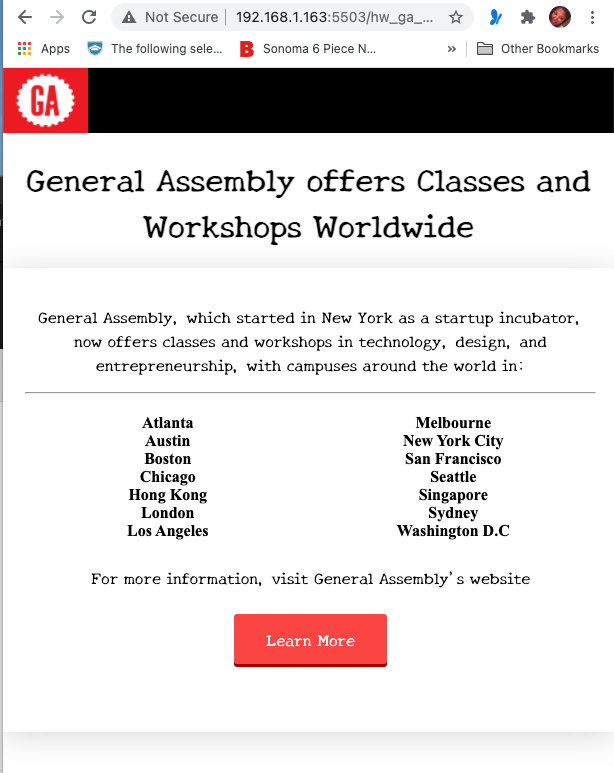 Not Secure | 192.168.1.163:5503/hw_ga_...
Apps The following sele... B Sonoma 6 Piece N... » Other Bookmarks
GA
General Assembly offers Classes and
Workshops Worldwide
General Assembly, which started in New York as a startup incubator,
now offers classes and workshops in technology, design, and
entrepreneurship, with campuses around the world in:
Atlanta
Austin
Boston
Chicago
Hong Kong
London
Los Angeles
Melbourne
New York City
San Francisco
Seattle
Singapore
Sydney
Washington D.C
For more information, visit General Assembly's website
Learn More